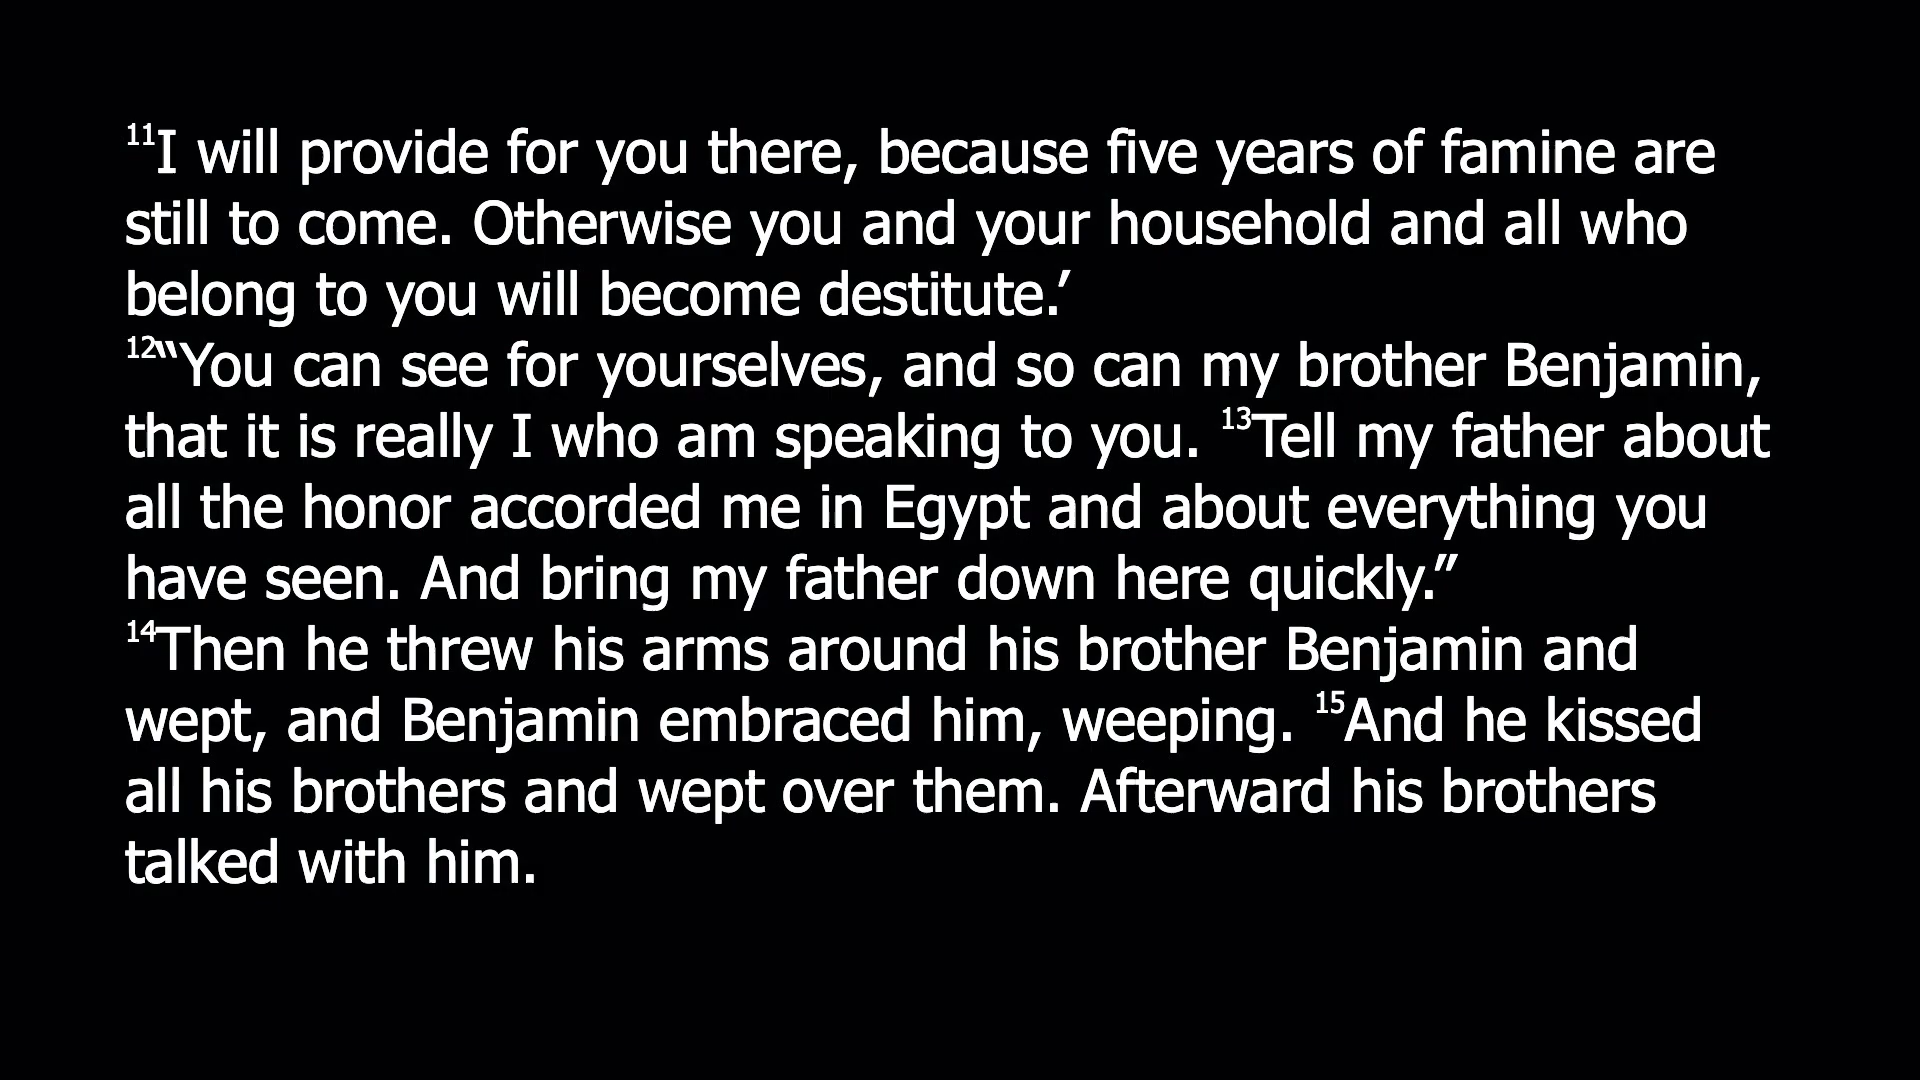 ¹¹I will provide for you there, because five years of famine are
still to come. Otherwise you and your household and all who
belong to you will become destitute.’
¹²“You can see for yourselves, and so can my brother Benjamin,
that it is really I who am speaking to you. ¹³Tell my father about
all the honor accorded me in Egypt and about everything you
have seen. And bring my father down here quickly.”
¹⁴Then he threw his arms around his brother Benjamin and
wept, and Benjamin embraced him, weeping. ¹⁵And he kissed
all his brothers and wept over them. Afterward his brothers
talked with him.